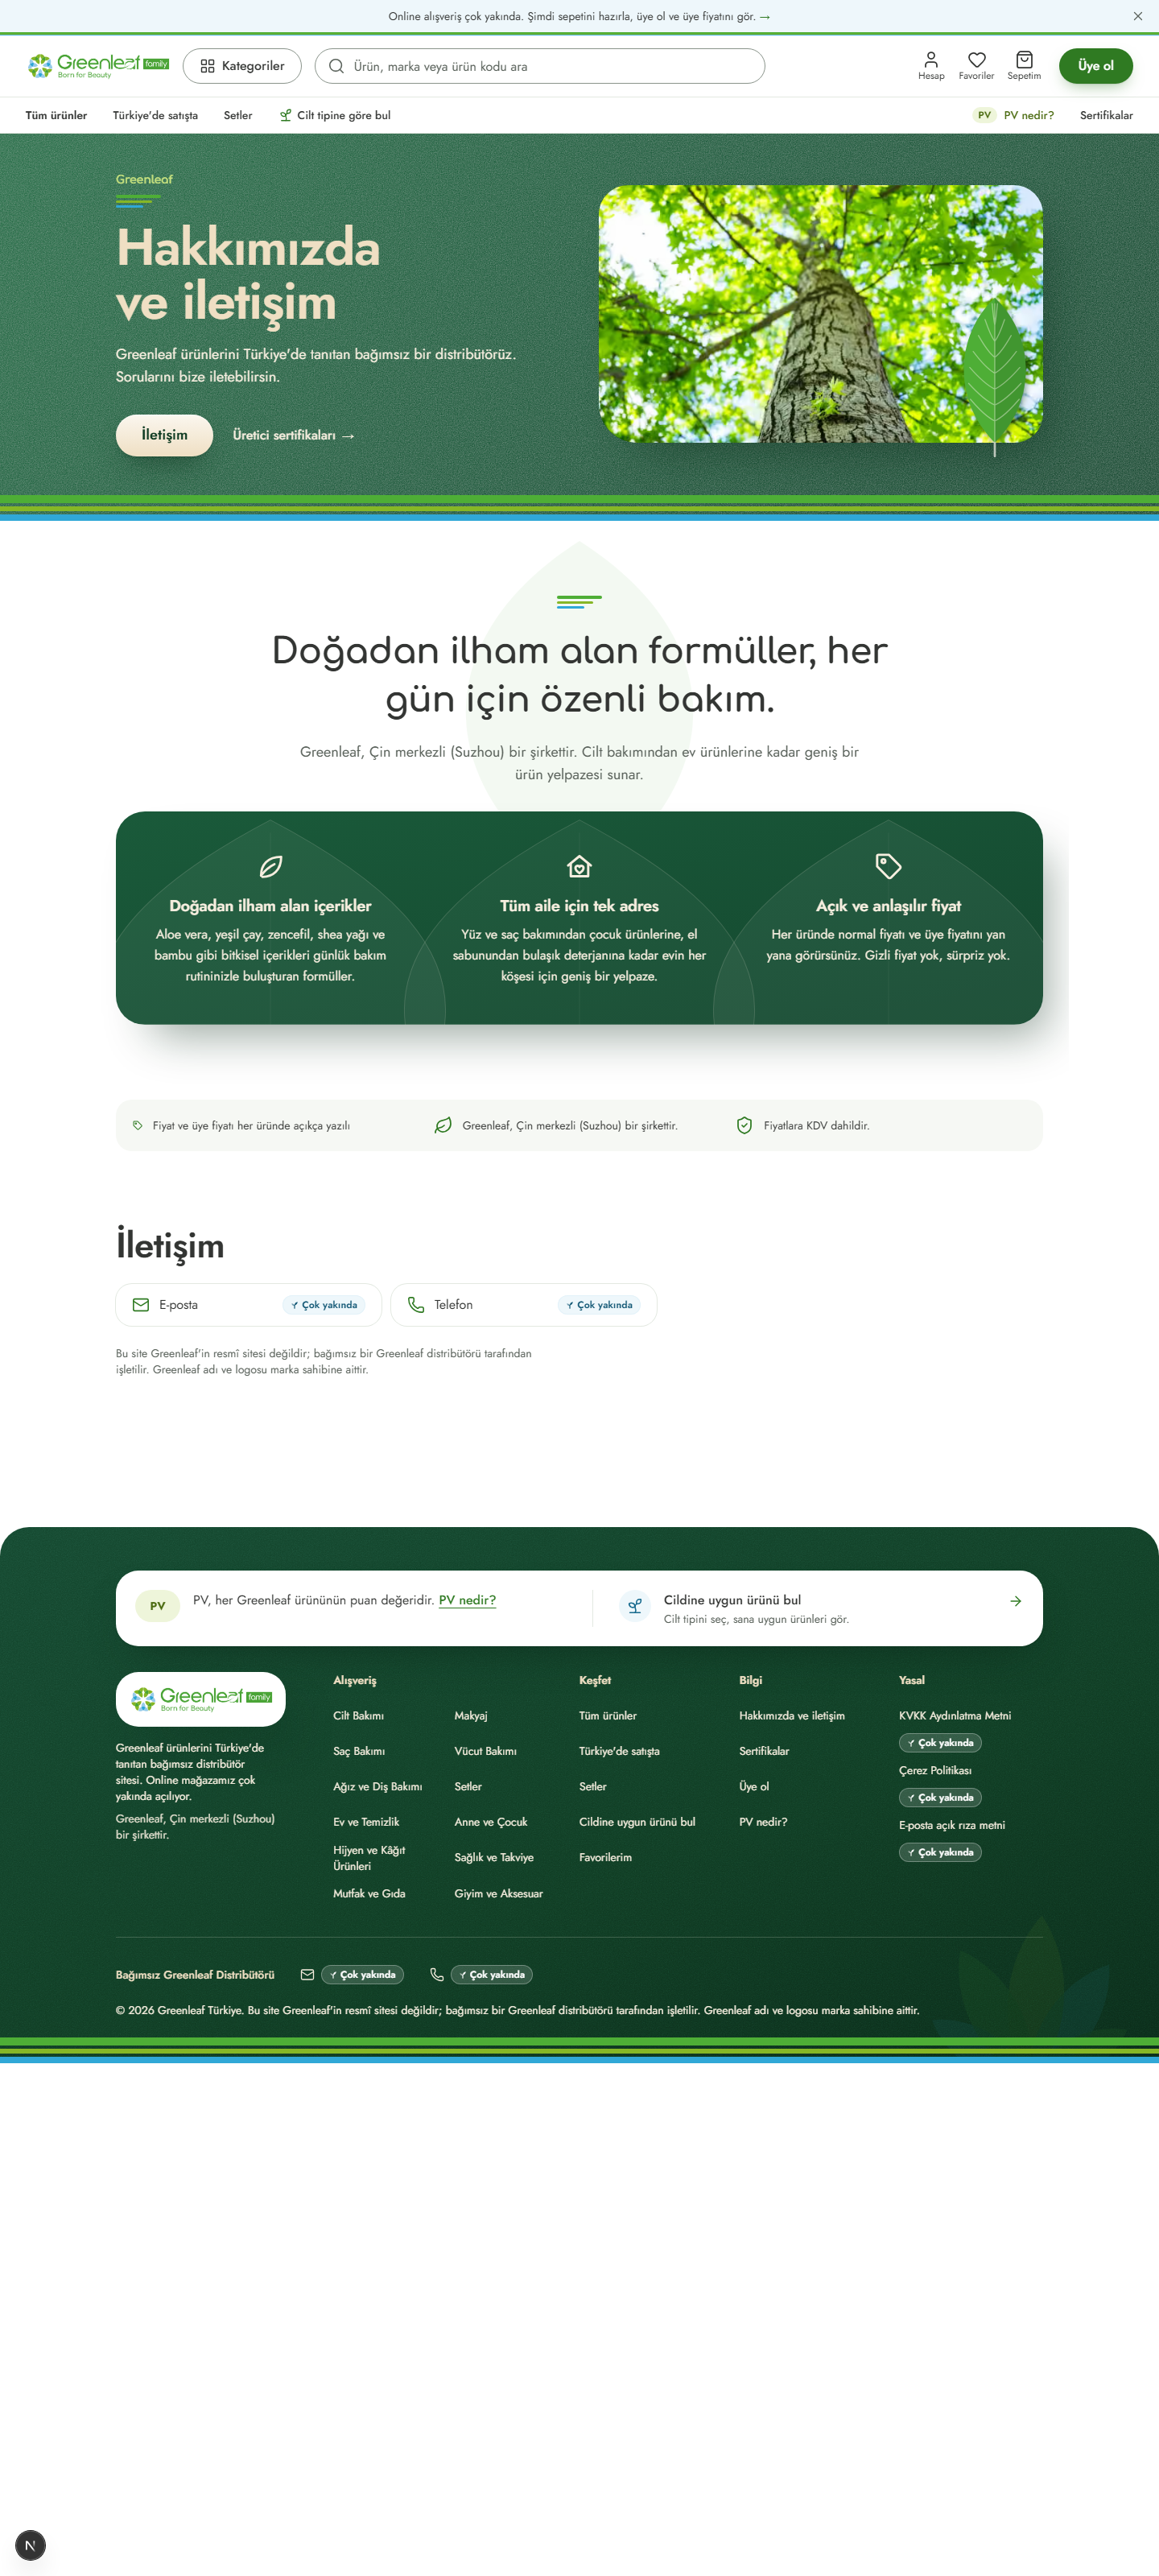 Online alışveriş çok yakında. Şimdi sepetini hazırla, üye ol ve üye fiyatını gör. →
Greenleaf family
Born for Beauty
Kategoriler
Ürün, marka veya ürün kodu ara
Hesap
Favoriler
Sepetim
Üye ol
Tüm ürünler
Türkiye'de satışta
Setler
Cilt tipine göre bul
PV PV nedir?
Sertifikalar
Greenleaf
Hakkımızda
ve iletişim
Greenleaf ürünlerini Türkiye'de tanıtan bağımsız bir distribütörüz.
Sorularını bize iletebilirsin.
İletişim
Üretici sertifikaları →
Doğadan ilham alan formüller, her
gün için özenli bakım.
Greenleaf, Çin merkezli (Suzhou) bir şirkettir. Cilt bakımından ev ürünlerine kadar geniş bir
ürün yelpazesi sunar.
Doğadan ilham alan içerikler
Aloe vera, yeşil çay, zencefil, shea yağı ve
bambu gibi bitkisel içerikleri günlük bakım
rutininizle buluşturan formüller.
Tüm aile için tek adres
Yüz ve saç bakımından çocuk ürünlerine, el
sabunundan bulaşık deterjanına kadar evin her
köşesi için geniş bir yelpaze.
Açık ve anlaşılır fiyat
Her üründe normal fiyatı ve üye fiyatını yan
yana görürsünüz. Gizli fiyat yok, sürpriz yok.
Fiyat ve üye fiyatı her üründe açıkça yazılı
Greenleaf, Çin merkezli (Suzhou) bir şirkettir.
Fiyatlara KDV dahildir.
İletişim
E-posta
Çok yakında
Telefon
Çok yakında
Bu site Greenleaf'in resmî sitesi değildir; bağımsız bir Greenleaf distribütörü tarafından
işletilir. Greenleaf adı ve logosu marka sahibine aittir.
PV
PV, her Greenleaf ürününün puan değeridir. PV nedir?
Cildine uygun ürünü bul
Cilt tipini seç, sana uygun ürünleri gör.
Greenleaf family
Born for Beauty
Greenleaf ürünlerini Türkiye'de
tanıtan bağımsız distribütör
sitesi. Online mağazamız çok
yakında açılıyor.
Greenleaf, Çin merkezli (Suzhou)
bir şirkettir.
Alışveriş
Cilt Bakımı
Makyaj
Saç Bakımı
Vücut Bakımı
Ağız ve Diş Bakımı
Setler
Ev ve Temizlik
Anne ve Çocuk
Hijyen ve Kâğıt
Ürünleri
Sağlık ve Takviye
Mutfak ve Gıda
Giyim ve Aksesuar
Keşfet
Tüm ürünler
Türkiye'de satışta
Setler
Cildine uygun ürünü bul
Favorilerim
Bilgi
Hakkımızda ve iletişim
Sertifikalar
Üye ol
PV nedir?
Yasal
KVKK Aydınlatma Metni
Çok yakında
Çerez Politikası
Çok yakında
E-posta açık rıza metni
Çok yakında
Bağımsız Greenleaf Distribütörü
Çok yakında
Çok yakında
© 2026 Greenleaf Türkiye. Bu site Greenleaf'in resmî sitesi değildir; bağımsız bir Greenleaf distribütörü tarafından işletilir. Greenleaf adı ve logosu marka sahibine aittir.
N